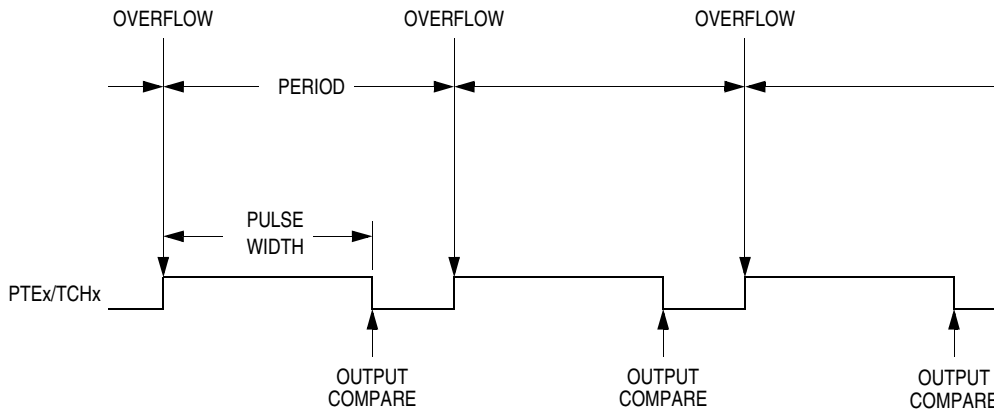 OVERFLOW
OVERFLOW
OVERFLOW
PERIOD
PULSE
WIDTH
PTEx/TCHx
OUTPUT
COMPARE
OUTPUT
COMPARE
OUTPUT
COMPARE